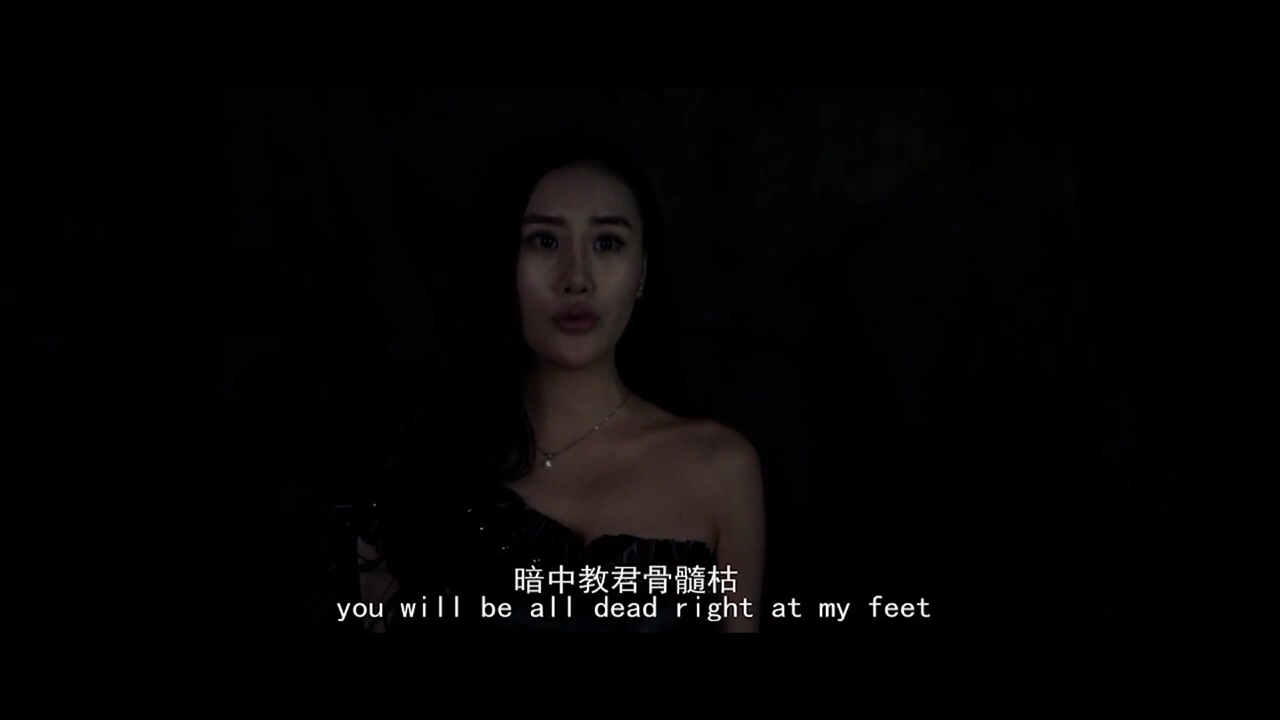 暗中教君骨髓枯
you will be all dead right at my feet